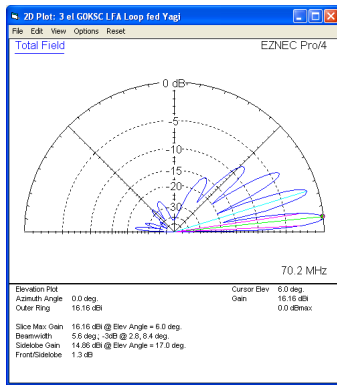 2D Plot: 3 el G0KSC LFA Loop fed Yagi
File Edit View Options Reset
Total Field
EZNEC Pro/4
0 dB
-5
-10
-15
-20
-30
70.2 MHz
Elevation Plot
Azimuth Angle 0.0 deg.
Outer Ring 16.16 dBi
Slice Max Gain 16.16 dBi @ Elev Angle = 6.0 deg.
Beamwidth 5.6 deg.; -3dB @ 2.8, 8.4 deg.
Sidelobe Gain 14.86 dBi @ Elev Angle = 17.0 deg.
Front/Sidelobe 1.3 dB
Cursor Elev 6.0 deg.
Gain 16.16 dBi
0.0 dBmax